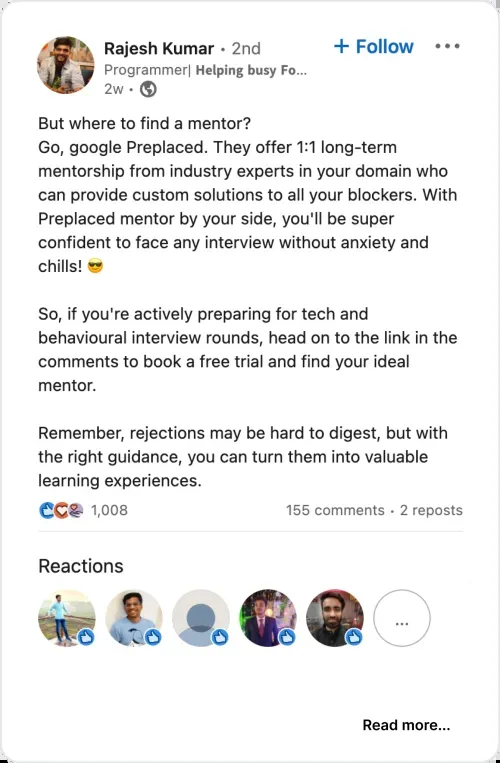 Rajesh Kumar • 2nd
+ Follow
Programmer| Helping busy Fo...
2w •
But where to find a mentor?
Go, google Preplaced. They offer 1:1 long-term
mentorship from industry experts in your domain who
can provide custom solutions to all your blockers. With
Preplaced mentor by your side, you'll be super
confident to face any interview without anxiety and
chills! 😎
So, if you're actively preparing for tech and
behavioural interview rounds, head on to the link in the
comments to book a free trial and find your ideal
mentor.
Remember, rejections may be hard to digest, but with
the right guidance, you can turn them into valuable
learning experiences.
1,008
155 comments • 2 reposts
Reactions
...
Read more...